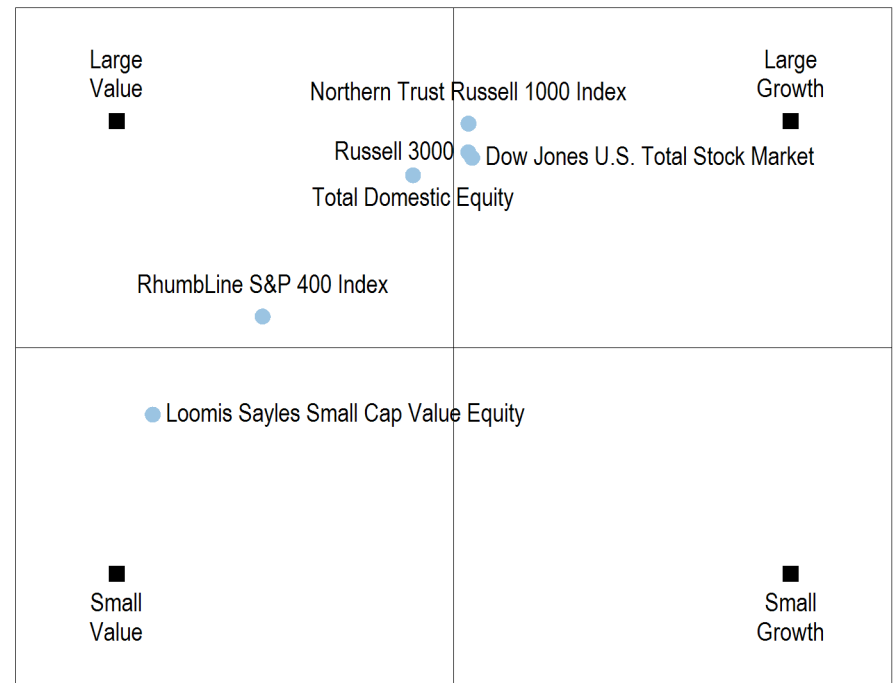 Large
Value
Large
Growth
Northern Trust Russell 1000 Index
Russell 3000
Dow Jones U.S. Total Stock Market
Total Domestic Equity
RhumbLine S&P 400 Index
Loomis Sayles Small Cap Value Equity
Small
Value
Small
Growth